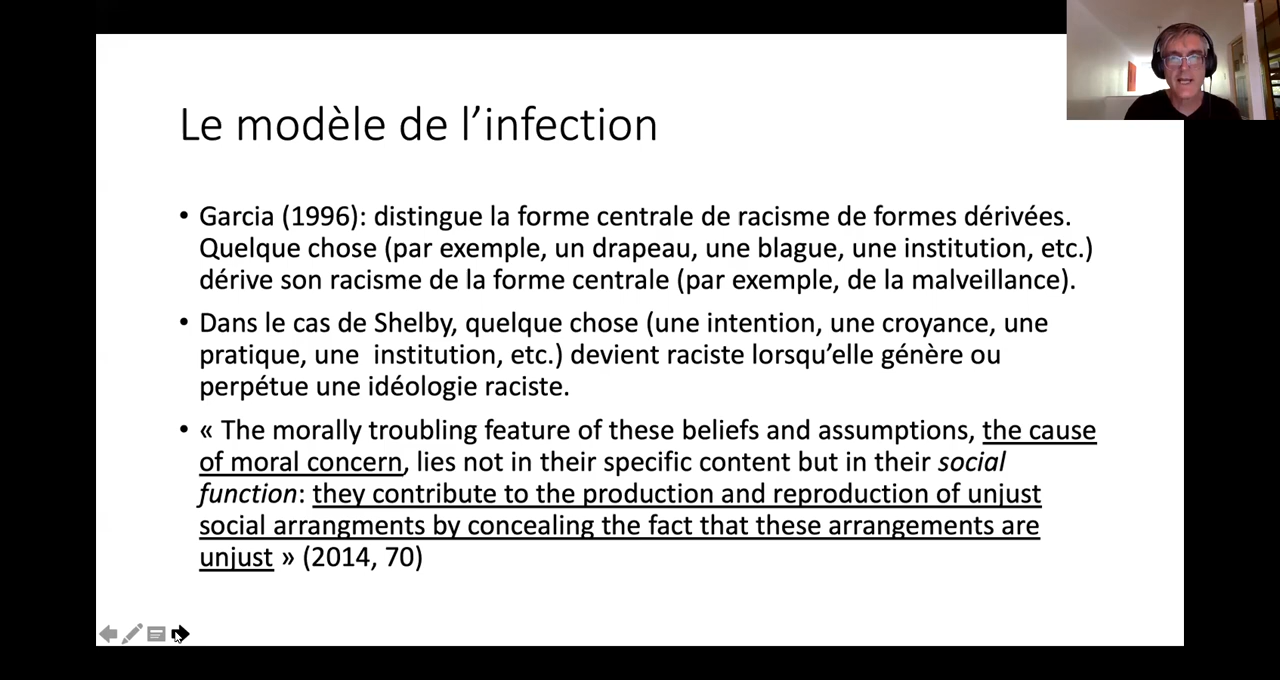 Le modèle de l’infection
• Garcia (1996): distingue la forme centrale de racisme de formes dérivées.
Quelque chose (par exemple, un drapeau, une blague, une institution, etc.)
dérive son racisme de la forme centrale (par exemple, de la malveillance).
• Dans le cas de Shelby, quelque chose (une intention, une croyance, une
pratique, une institution, etc.) devient raciste lorsqu’elle génère ou
perpétue une idéologie raciste.
• « The morally troubling feature of these beliefs and assumptions, the cause
of moral concern, lies not in their specific content but in their social
function: they contribute to the production and reproduction of unjust
social arrangments by concealing the fact that these arrangements are
unjust » (2014, 70)